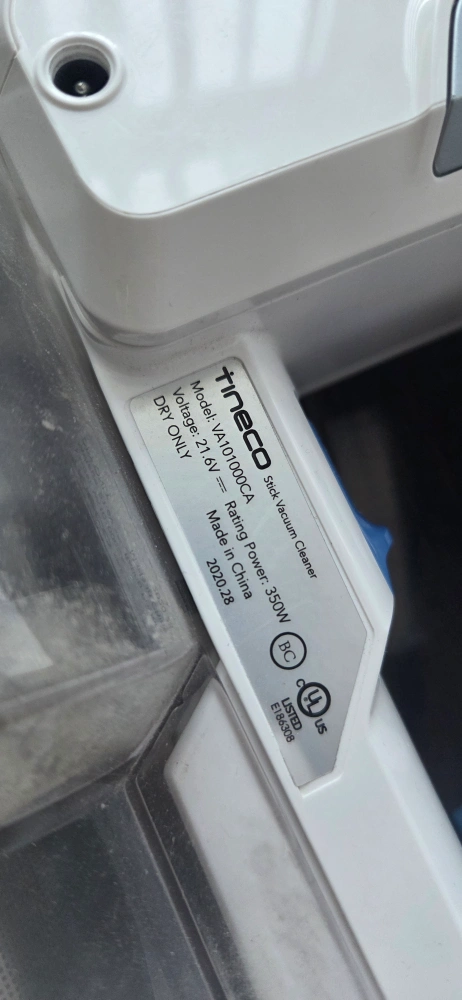 tineco Stick Vacuum Cleaner
Model: VA101000CA
Voltage: 21.6V ⎓ Rating Power: 350W
DRY ONLY Made in China
2020.28
BC
C UL US
LISTED
E186308